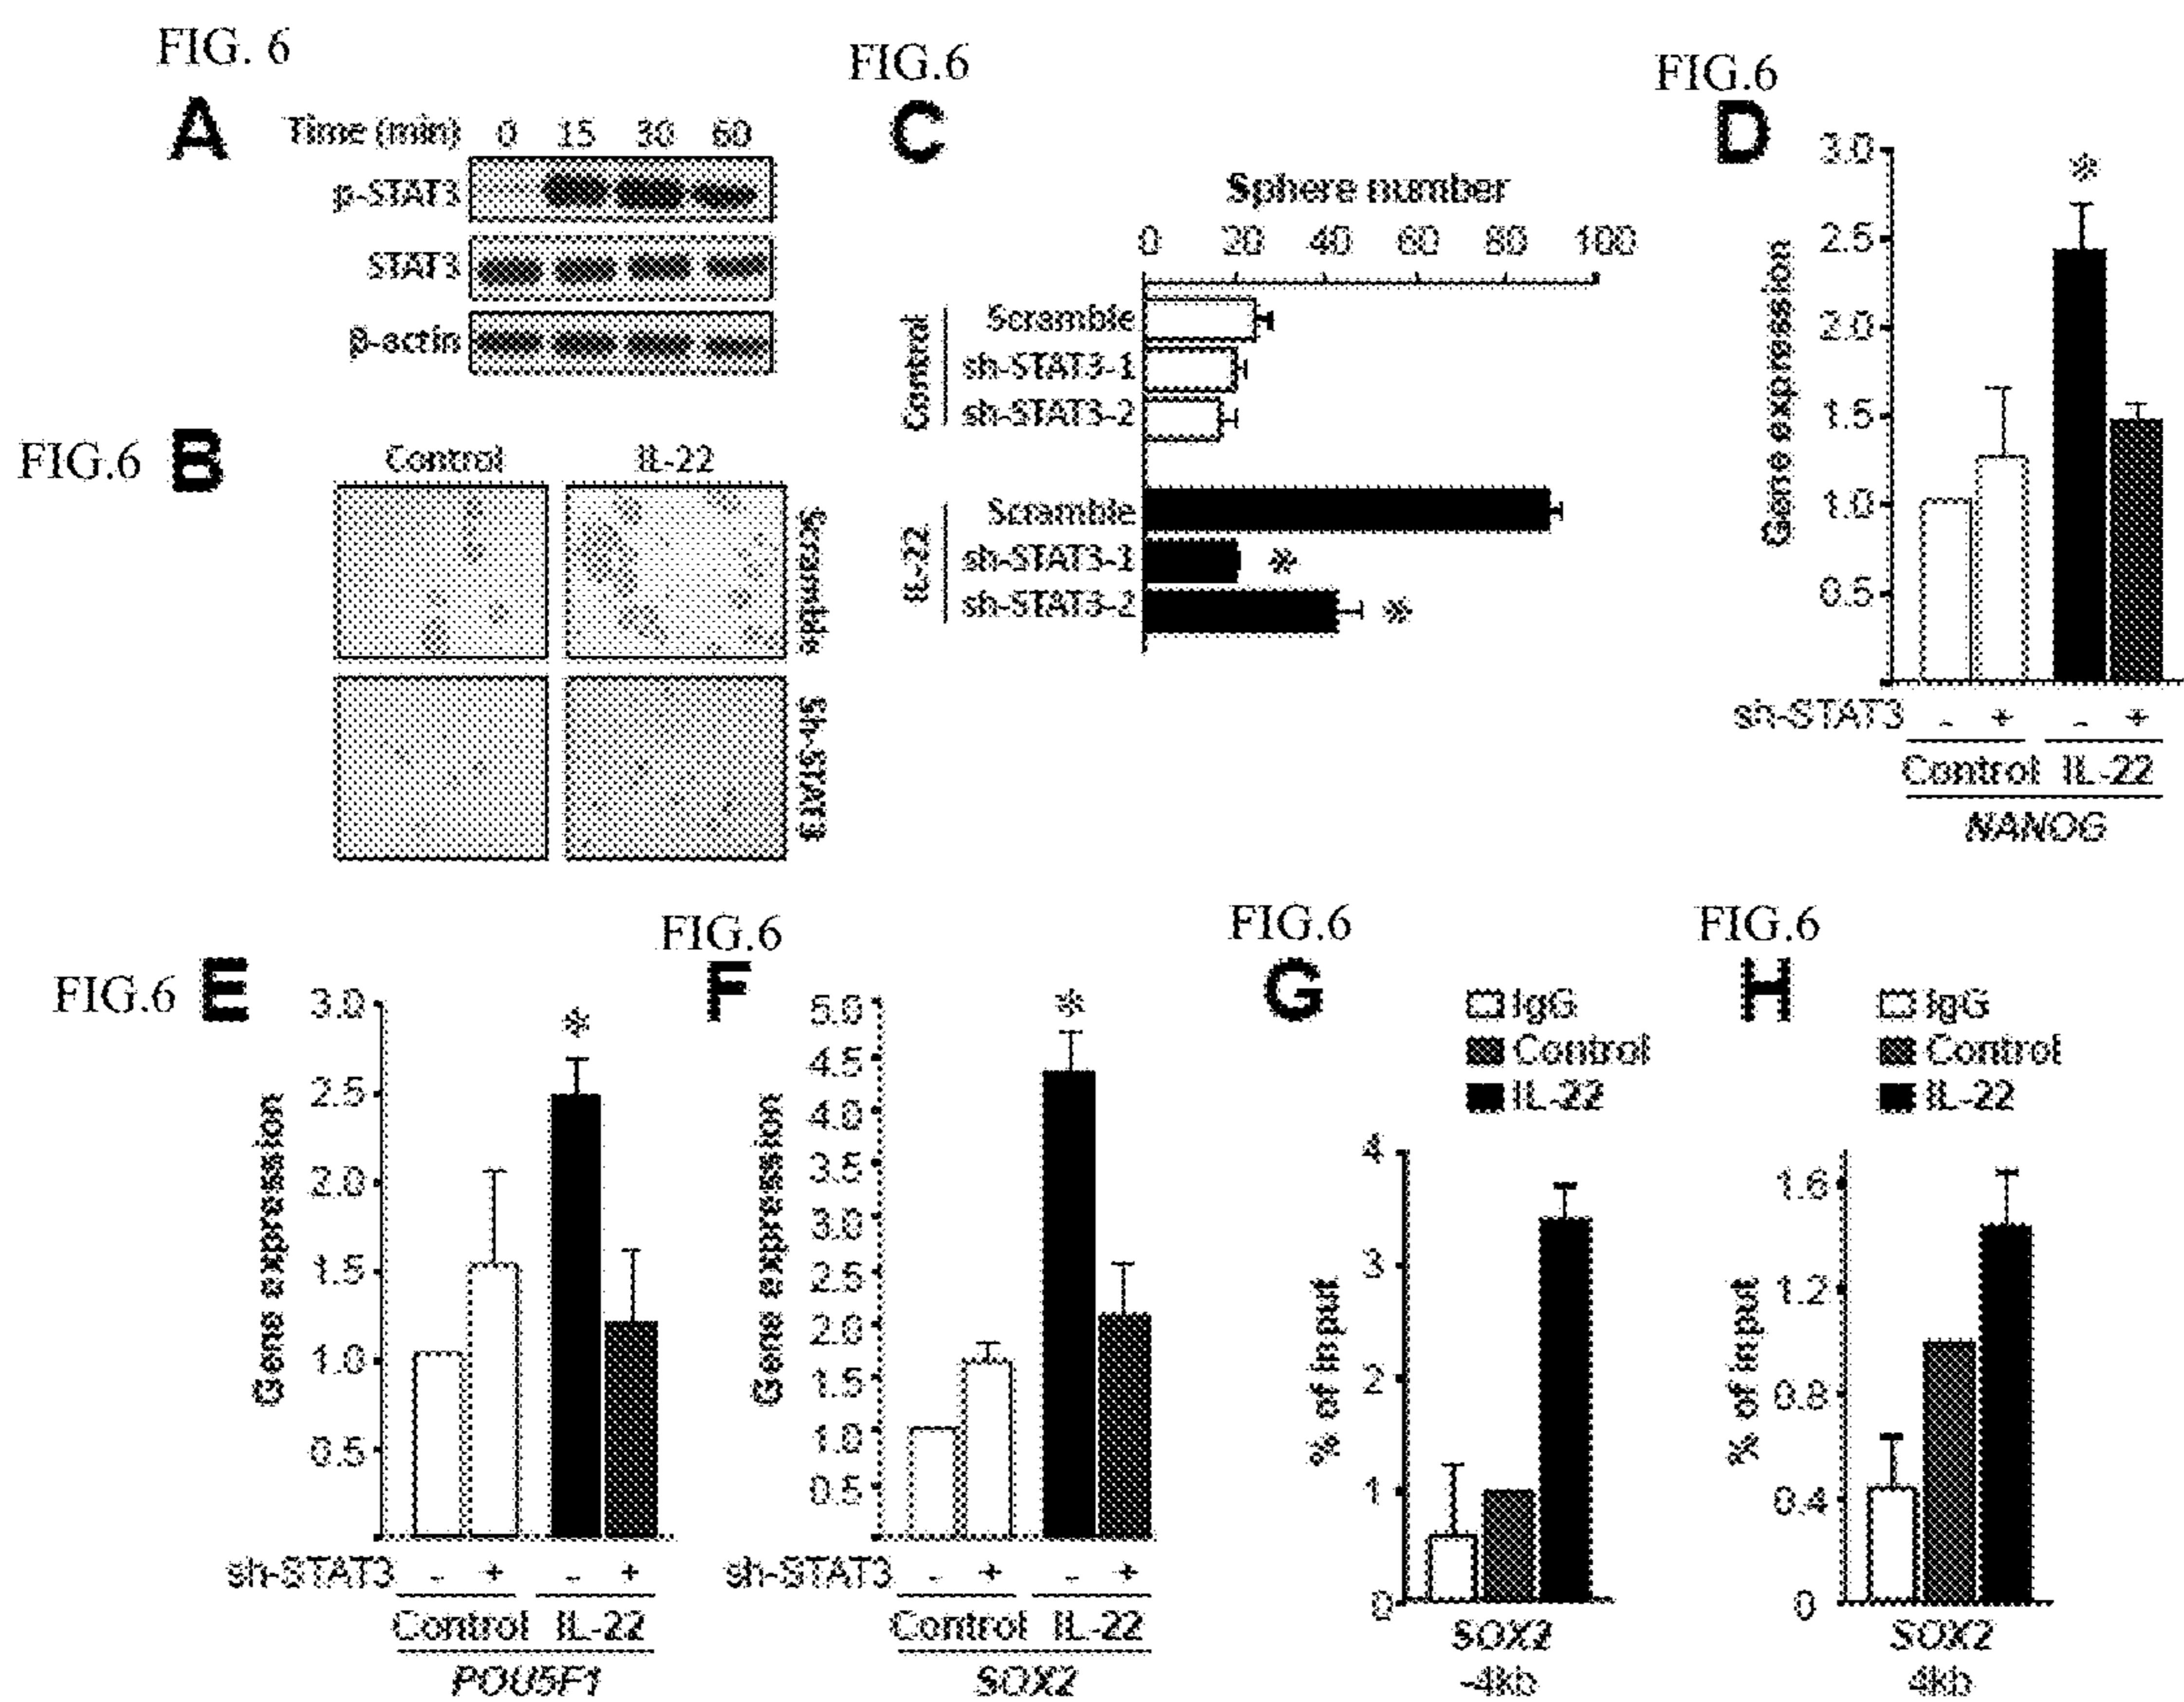 FIG. 6
A
Time (min) 0 15 30 60
p-STAT3
STAT3
β-actin
FIG.6 B
Control IL-22
Scramble
Sh-STAT3
FIG.6
C
Sphere number
0 20 40 60 80 100
Control
Scramble
sh-STAT3-1
sh-STAT3-2
IL-22
Scramble
sh-STAT3-1 *
sh-STAT3-2 *
FIG.6
D
Gene expression
3.0
2.5
2.0
1.5
1.0
0.5
*
sh-STAT3 - + - +
Control IL-22
NANOG
FIG.6 E
Gene expression
3.0
2.5
2.0
1.5
1.0
0.5
*
sh-STAT3 - + - +
Control IL-22
POU5F1
FIG.6
F
Gene expression
5.0
4.5
4.0
3.5
3.0
2.5
2.0
1.5
1.0
0.5
*
sh-STAT3 - + - +
Control IL-22
SOX2
FIG.6
G
IgG
Control
IL-22
% of input
4
3
2
1
0
SOX2
-4kb
FIG.6
H
IgG
Control
IL-22
% of input
1.6
1.2
0.8
0.4
0
SOX2
4kb